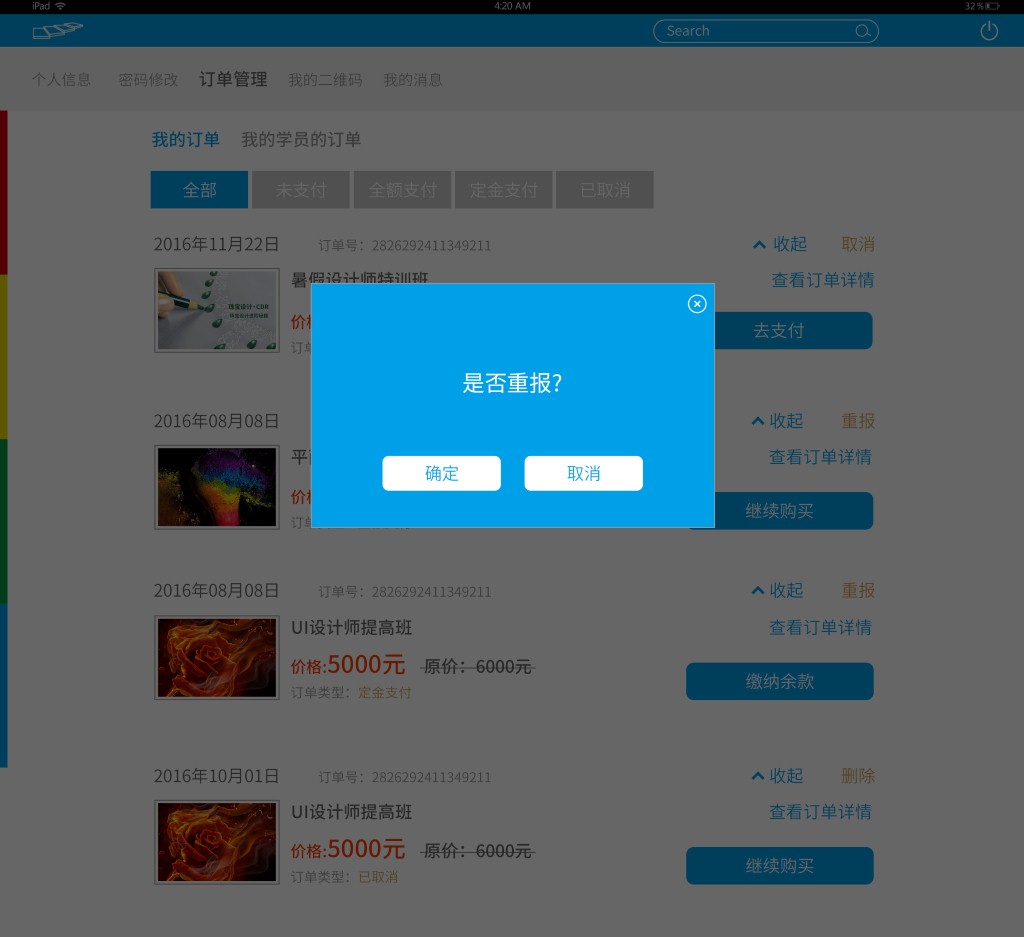 iPad 4:20 AM 32%
Search
个人信息 密码修改 订单管理 我的二维码 我的消息
我的订单 我的学员的订单
全部 未支付 全额支付 定金支付 已取消
2016年11月22日 订单号：2826292411349211 收起 取消
暑假设计师特训班 查看订单详情
珠宝设计-CDR
价 去支付
订单
是否重报?
2016年08月08日 收起 重报
平 查看订单详情
确定 取消
价 继续购买
订单
2016年08月08日 订单号：2826292411349211 收起 重报
UI设计师提高班 查看订单详情
价格:5000元 原价：6000元 缴纳余款
订单类型：定金支付
2016年10月01日 订单号：2826292411349211 收起 删除
UI设计师提高班 查看订单详情
价格:5000元 原价：6000元 继续购买
订单类型：已取消